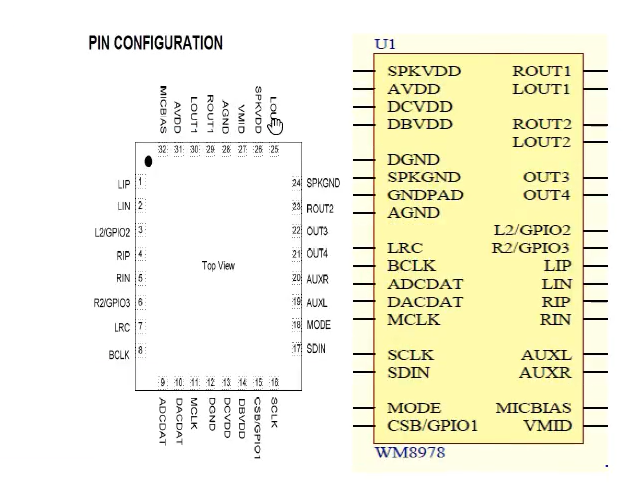 PIN CONFIGURATION
MICBIAS
AVDD
LOUT1
ROUT1
AGND
VMID
SPKVDD
32 31 30 29 28 27 26 25
LIP 1
LIN 2
L2/GPIO2 3
RIP 4
RIN 5
R2/GPIO3 6
LRC 7
BCLK 8
Top View
24 SPKGND
23 ROUT2
22 OUT3
21 OUT4
20 AUXR
19 AUXL
18 MODE
17 SDIN
9 10 11 12 13 14 15 16
ADCDAT
DACDAT
MCLK
DGND
DCVDD
DBVDD
CSB/GPIO1
SCLK
U1
SPKVDD ROUT1
AVDD LOUT1
DCVDD
DBVDD ROUT2
LOUT2
DGND
SPKGND OUT3
GNDPAD OUT4
AGND
L2/GPIO2
LRC R2/GPIO3
BCLK LIP
ADCDAT LIN
DACDAT RIP
MCLK RIN
SCLK AUXL
SDIN AUXR
MODE MICBIAS
CSB/GPIO1 VMID
WM8978